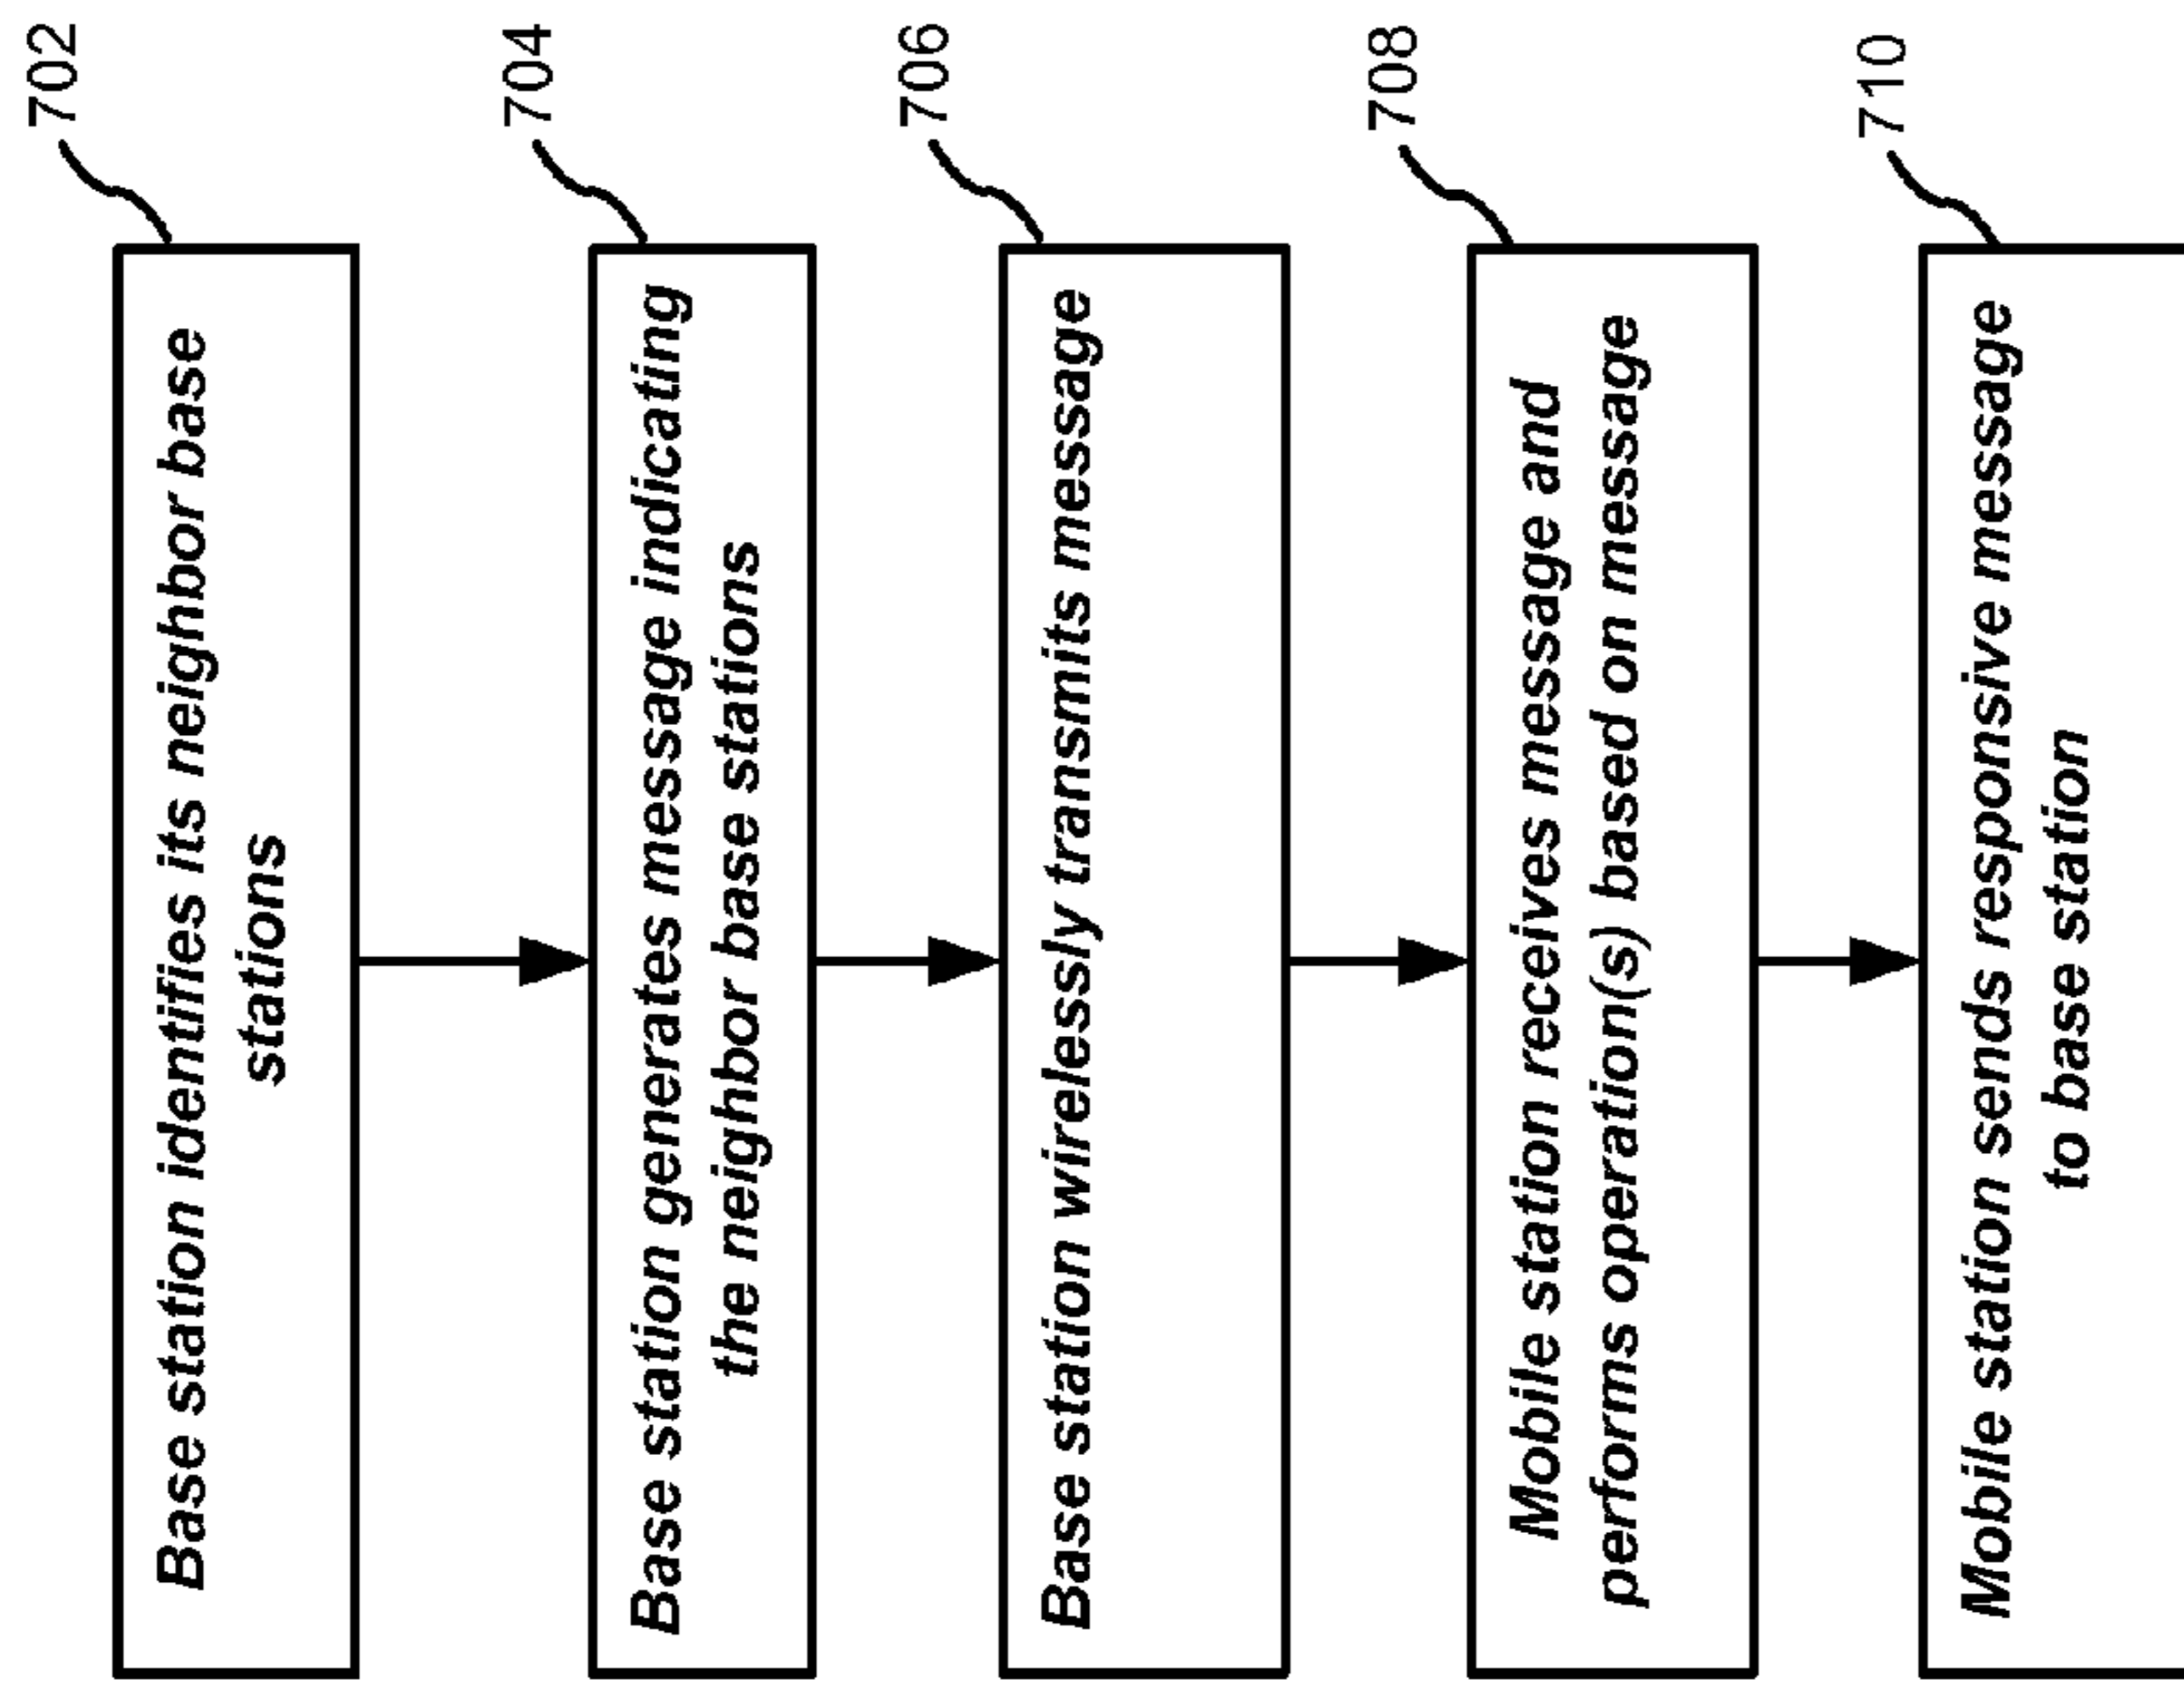 702
Base station identifies its neighbor base
stations
704
Base station generates message indicating
the neighbor base stations
706
Base station wirelessly transmits message
708
Mobile station receives message and
performs operation(s) based on message
710
Mobile station sends responsive message
to base station